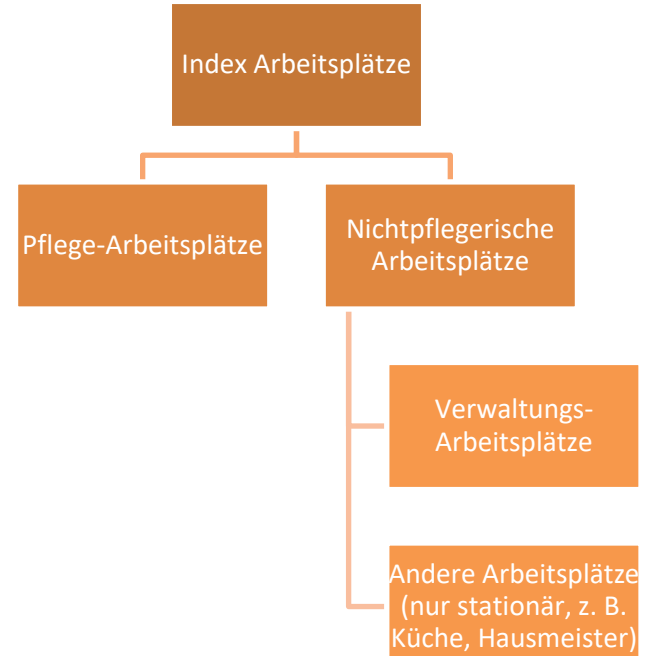 Index Arbeitsplätze
Pflege-Arbeitsplätze
Nichtpflegerische
Arbeitsplätze
Verwaltungs-
Arbeitsplätze
Andere Arbeitsplätze
(nur stationär, z. B.
Küche, Hausmeister)